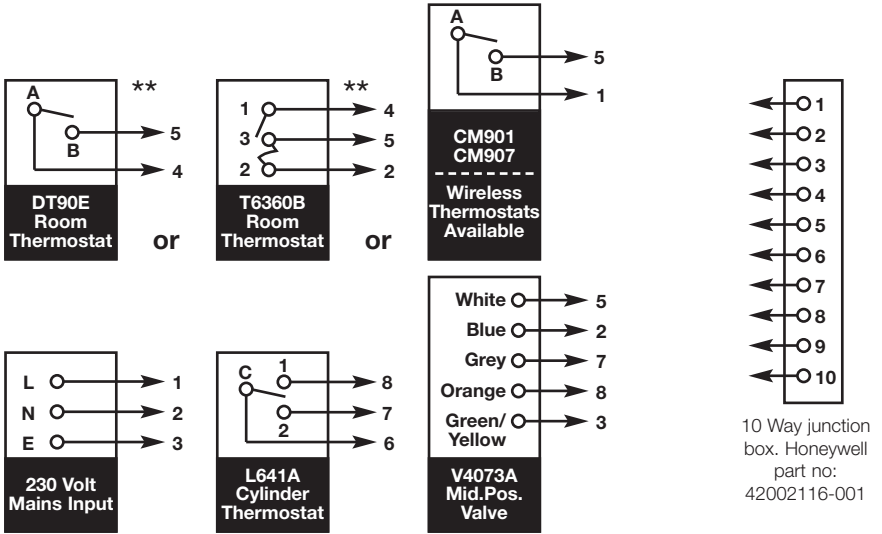 A
**
B
5
4
DT90E
Room
Thermostat
or
**
1
4
3
5
2
2
T6360B
Room
Thermostat
or
A
B
5
1
CM901
CM907
Wireless
Thermostats
Available
L 1
N 2
E 3
230 Volt
Mains Input
C
1
8
2
7
6
L641A
Cylinder
Thermostat
White 5
Blue 2
Grey 7
Orange 8
Green/
Yellow
3
V4073A
Mid.Pos.
Valve
1
2
3
4
5
6
7
8
9
10
10 Way junction
box. Honeywell
part no:
42002116-001